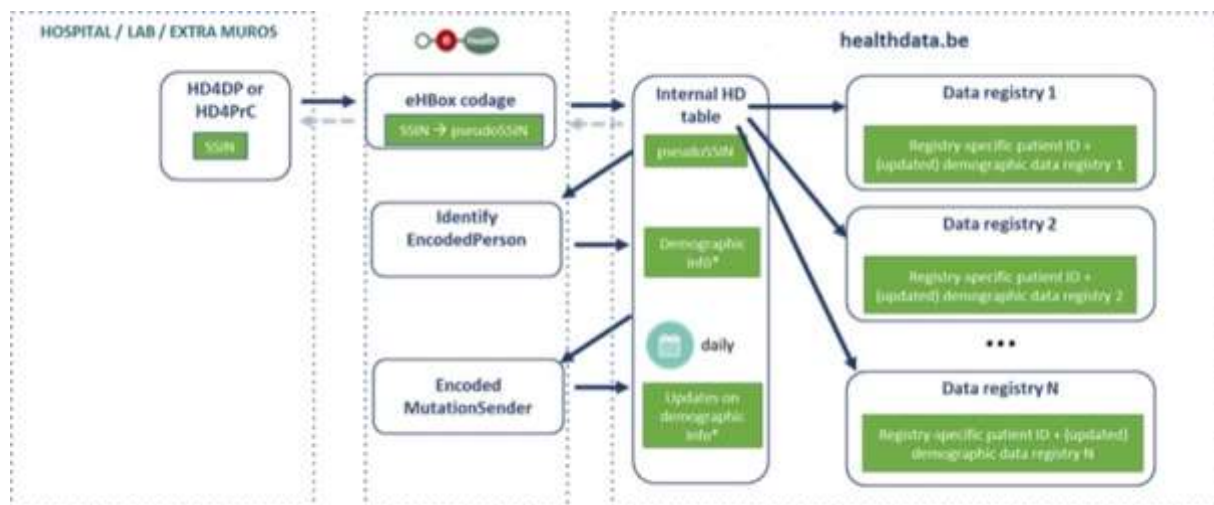 HOSPITAL / LAB / EXTRA MUROS
HD4DP or
HD4PrC
SSIN
eHBox codage
SSIN → pseudoSSIN
Identify
EncodedPerson
Encoded
MutationSender
healthdata.be
Internal HD
table
pseudoSSIN
Demographic
info*
daily
Updates on
demographic
info*
Data registry 1
Registry specific patient ID +
(updated) demographic data registry 1
Data registry 2
Registry specific patient ID +
(updated) demographic data registry 2
•••
Data registry N
Registry-specific patient ID + (updated)
demographic data registry N